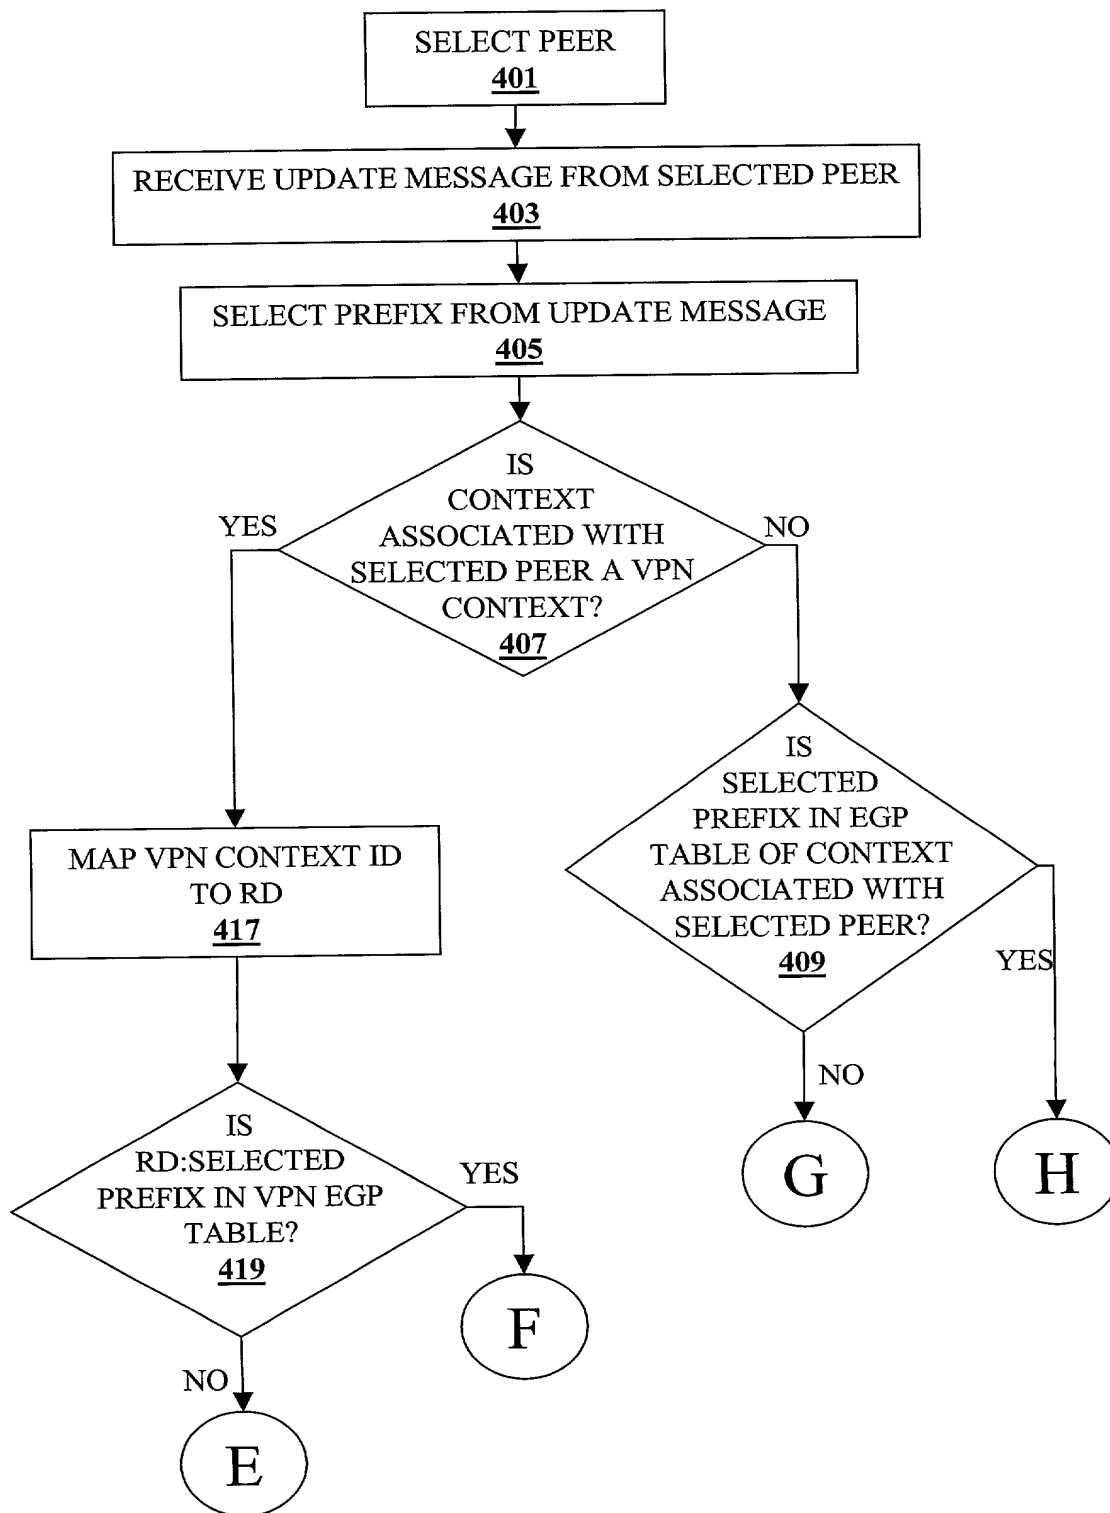 SELECT PEER
401
RECEIVE UPDATE MESSAGE FROM SELECTED PEER
403
SELECT PREFIX FROM UPDATE MESSAGE
405
IS
CONTEXT
ASSOCIATED WITH
SELECTED PEER A VPN
CONTEXT?
407
YES
NO
MAP VPN CONTEXT ID
TO RD
417
IS
SELECTED
PREFIX IN EGP
TABLE OF CONTEXT
ASSOCIATED WITH
SELECTED PEER?
409
YES
NO
G
H
IS
RD:SELECTED
PREFIX IN VPN EGP
TABLE?
419
YES
F
NO
E